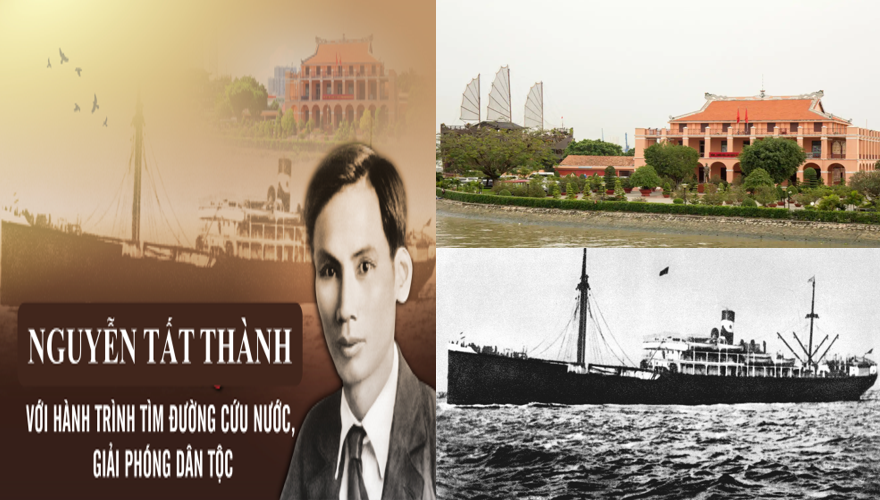 NGUYỄN TẤT THÀNH
VỚI HÀNH TRÌNH TÌM ĐƯỜNG CỨU NƯỚC,
GIẢI PHÓNG DÂN TỘC